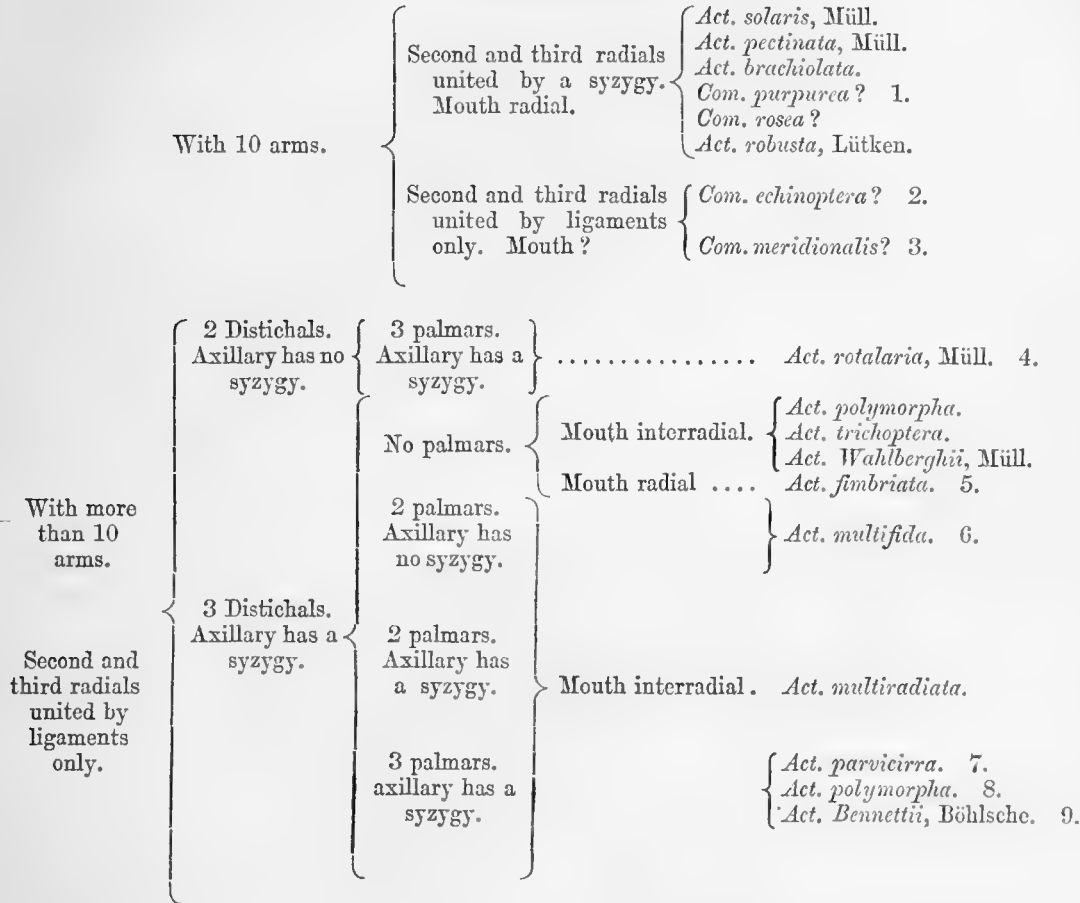 With 10 arms.
Second and third radials
united by a syzygy.
Mouth radial.
Act. solaris, Müll.
Act. pectinata, Müll.
Act. brachiolata.
Com. purpurea? 1.
Com. rosea?
Act. robusta, Lütken.
Second and third radials
united by ligaments
only. Mouth?
Com. echinoptera? 2.
Com. meridionalis? 3.
With more
than 10
arms.
Second and
third radials
united by
ligaments
only.
2 Distichals.
Axillary has no
syzygy.
3 palmars.
Axillary has a
syzygy.
................ Act. rotalaria, Müll. 4.
3 Distichals.
Axillary has a
syzygy.
No palmars.
Mouth interradial.
Act. polymorpha.
Act. trichoptera.
Act. Wahlberghii, Müll.
Mouth radial .... Act. fimbriata. 5.
2 palmars.
Axillary has
no syzygy.
Act. multifida. 6.
2 palmars.
Axillary has
a syzygy.
Mouth interradial. Act. multiradiata.
3 palmars.
axillary has a
syzygy.
Act. parvicirra. 7.
Act. polymorpha. 8.
Act. Bennettii, Böhlsche. 9.